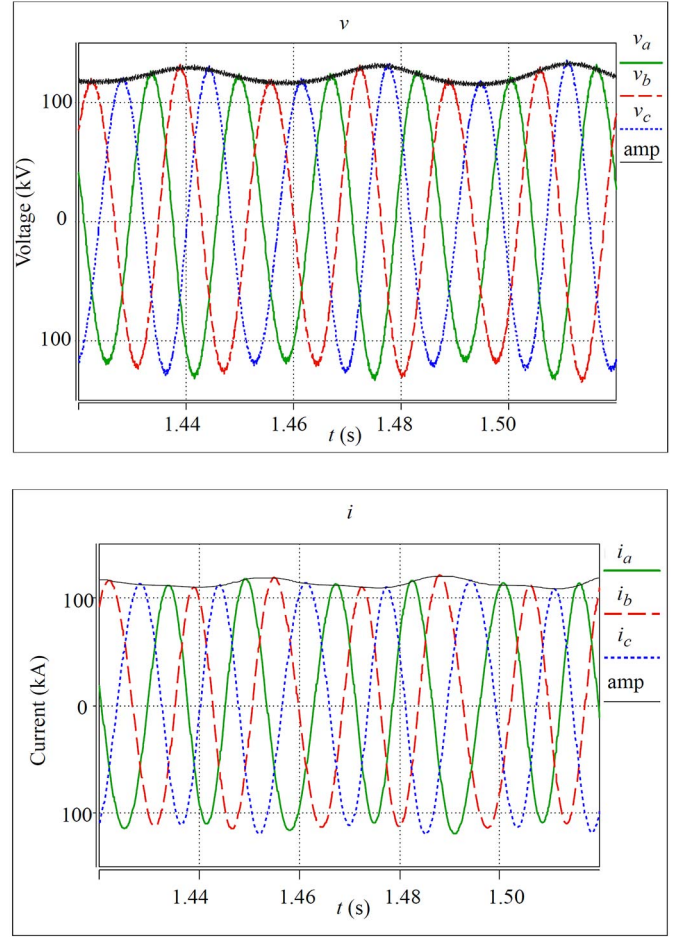 v
v_a
v_b
v_c
amp
Voltage (kV)
100
0
100
1.44 1.46 1.48 1.50
t (s)
i
i_a
i_b
i_c
amp
Current (kA)
100
0
100
1.44 1.46 1.48 1.50
t (s)